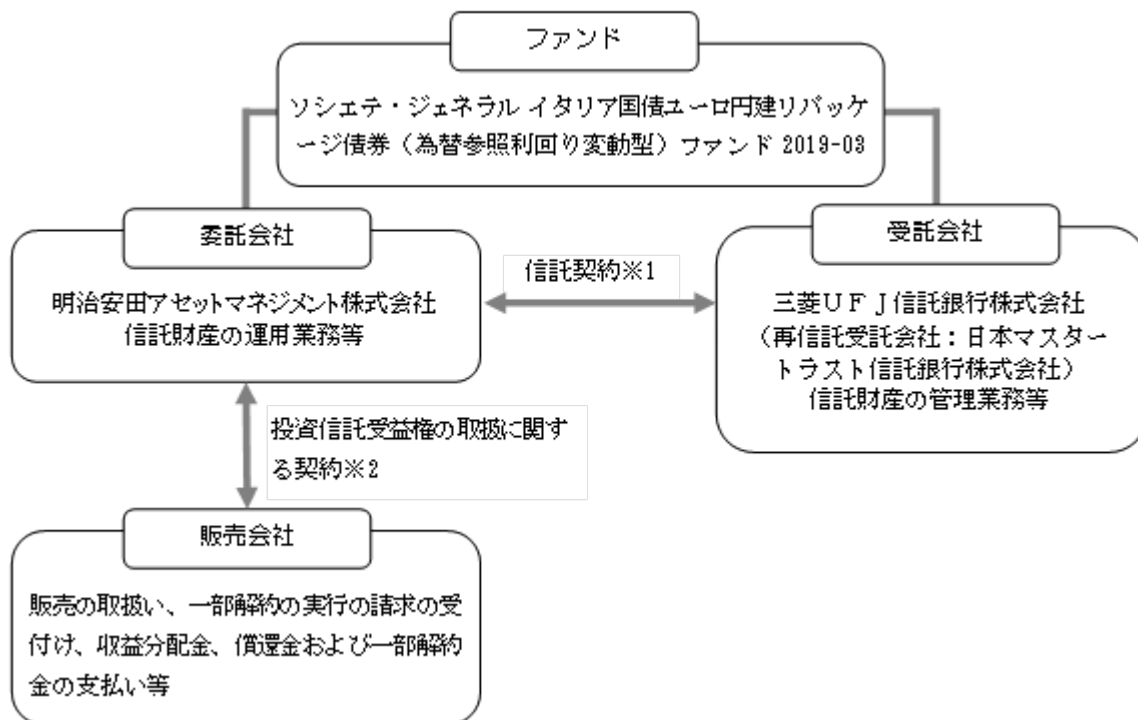 ファンド
ソシエテ・ジェネラル イタリア国債ユーロ円建リパッケ
ージ債券（為替参照利回り変動型）ファンド 2019-03
委託会社
明治安田アセットマネジメント株式会社
信託財産の運用業務等
信託契約※1
受託会社
三菱ＵＦＪ信託銀行株式会社
（再信託受託会社：日本マスター
トラスト信託銀行株式会社）
信託財産の管理業務等
投資信託受益権の取扱に関す
る契約※2
販売会社
販売の取扱い、一部解約の実行の請求の受
付け、収益分配金、償還金および一部解約
金の支払い等